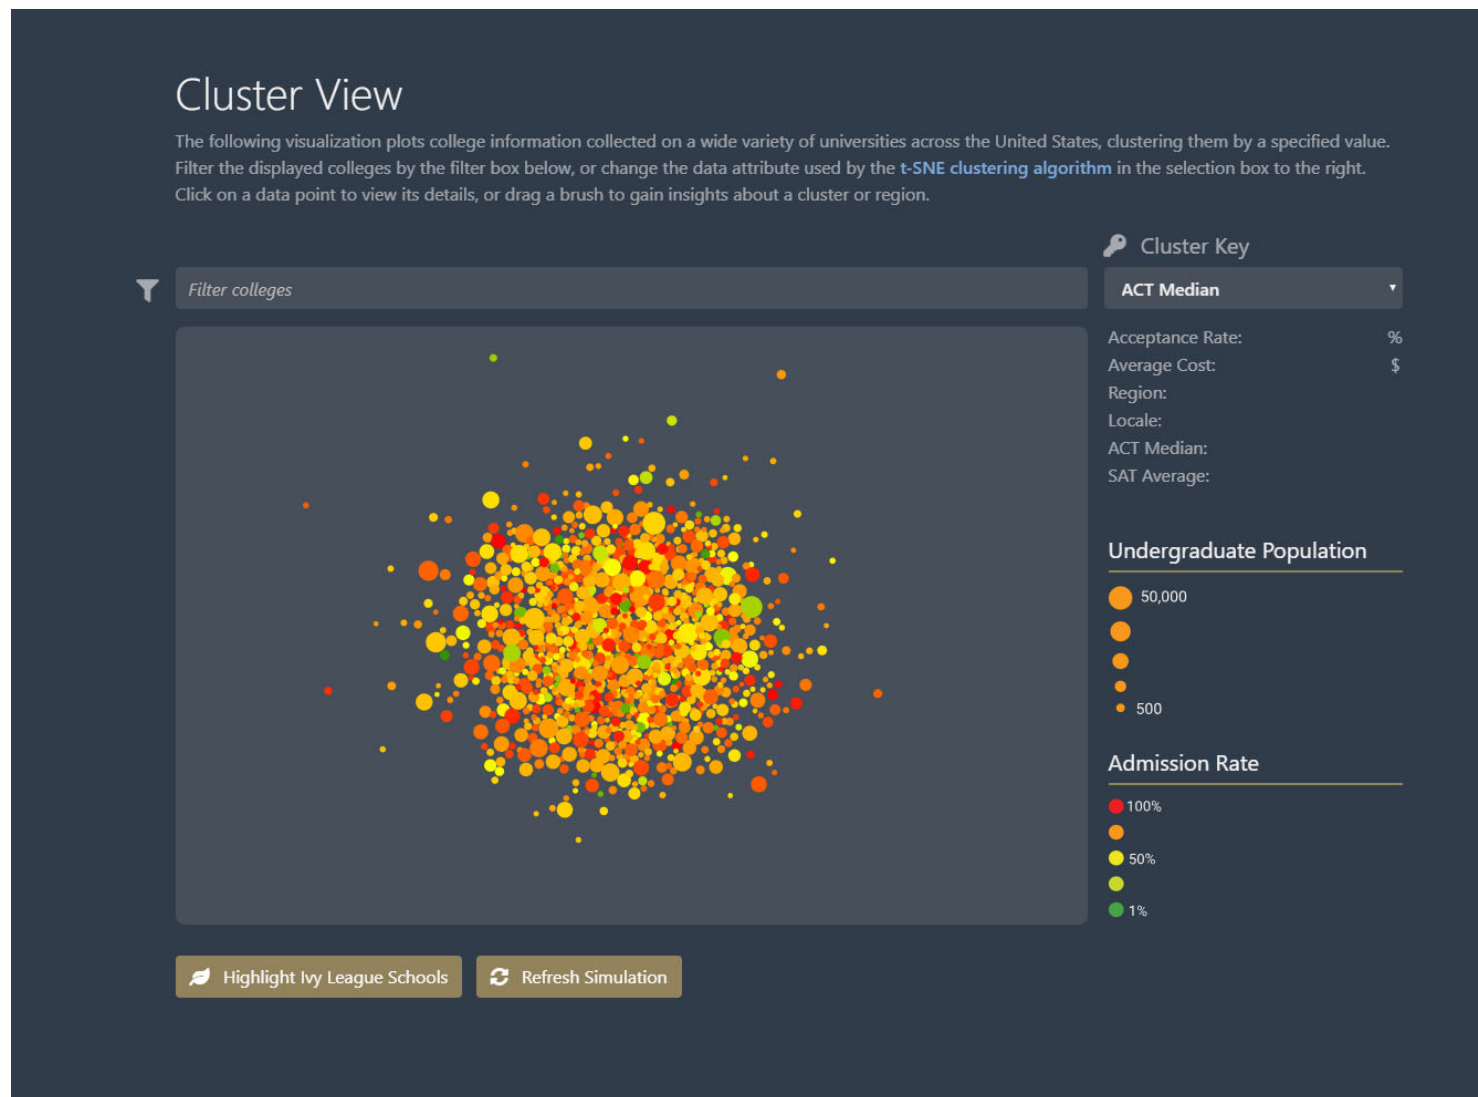 Cluster View
The following visualization plots college information collected on a wide variety of universities across the United States, clustering them by a specified value.
Filter the displayed colleges by the filter box below, or change the data attribute used by the t-SNE clustering algorithm in the selection box to the right.
Click on a data point to view its details, or drag a brush to gain insights about a cluster or region.
Cluster Key
Filter colleges
ACT Median
Acceptance Rate: %
Average Cost: $
Region:
Locale:
ACT Median:
SAT Average:
Undergraduate Population
50,000
500
Admission Rate
100%
50%
1%
Highlight Ivy League Schools
Refresh Simulation